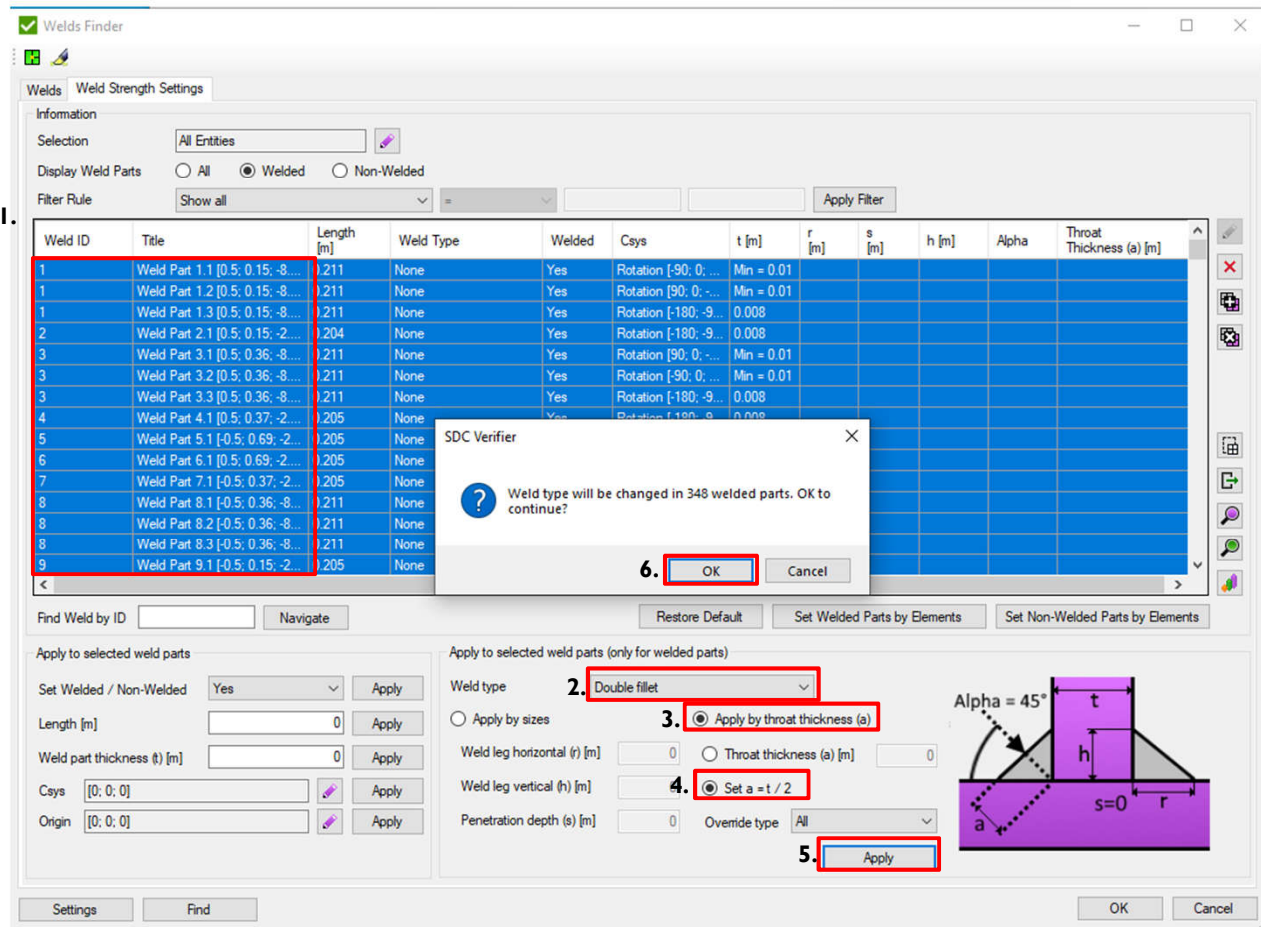 Welds Finder
Welds Weld Strength Settings
Information
Selection All Entities
Display Weld Parts All Welded Non-Welded
Filter Rule Show all = Apply Filter
1.
Weld ID Title Length [m] Weld Type Welded Csys t [m] r [m] s [m] h [m] Alpha Throat Thickness (a) [m]
1 Weld Part 1.1 [0.5; 0.15; -8.... 0.211 None Yes Rotation [-90; 0; ... Min = 0.01
1 Weld Part 1.2 [0.5; 0.15; -8.... 0.211 None Yes Rotation [90; 0; -... Min = 0.01
1 Weld Part 1.3 [0.5; 0.15; -8.... 0.211 None Yes Rotation [-180; -9... 0.008
2 Weld Part 2.1 [0.5; 0.15; -2.... 0.204 None Yes Rotation [-180; -9... 0.008
3 Weld Part 3.1 [0.5; 0.36; -8.... 0.211 None Yes Rotation [90; 0; -... Min = 0.01
3 Weld Part 3.2 [0.5; 0.36; -8.... 0.211 None Yes Rotation [-90; 0; ... Min = 0.01
3 Weld Part 3.3 [0.5; 0.36; -8.... 0.211 None Yes Rotation [-180; -9... 0.008
4 Weld Part 4.1 [0.5; 0.37; -2.... 0.205 None Yes Rotation [-180; -9... 0.008
5 Weld Part 5.1 [-0.5; 0.69; -2... 0.205 None
6 Weld Part 6.1 [0.5; 0.69; -2.... 0.205 None
7 Weld Part 7.1 [-0.5; 0.37; -2... 0.205 None
8 Weld Part 8.1 [-0.5; 0.36; -8... 0.211 None
8 Weld Part 8.2 [-0.5; 0.36; -8... 0.211 None
8 Weld Part 8.3 [-0.5; 0.36; -8... 0.211 None
9 Weld Part 9.1 [-0.5; 0.15; -2... 0.205 None
SDC Verifier
Weld type will be changed in 348 welded parts. OK to
continue?
6. OK Cancel
Find Weld by ID Navigate Restore Default Set Welded Parts by Elements Set Non-Welded Parts by Elements
Apply to selected weld parts
Set Welded / Non-Welded Yes Apply
Length [m] 0 Apply
Weld part thickness (t) [m] 0 Apply
Csys [0; 0; 0] Apply
Origin [0; 0; 0] Apply
Apply to selected weld parts (only for welded parts)
Weld type 2. Double fillet
Apply by sizes 3. Apply by throat thickness (a)
Weld leg horizontal (r) [m] 0 Throat thickness (a) [m] 0
Weld leg vertical (h) [m] 4. Set a = t / 2
Penetration depth (s) [m] 0 Override type All
5. Apply
Alpha = 45°
t
h
s=0
r
a
Settings Find OK Cancel